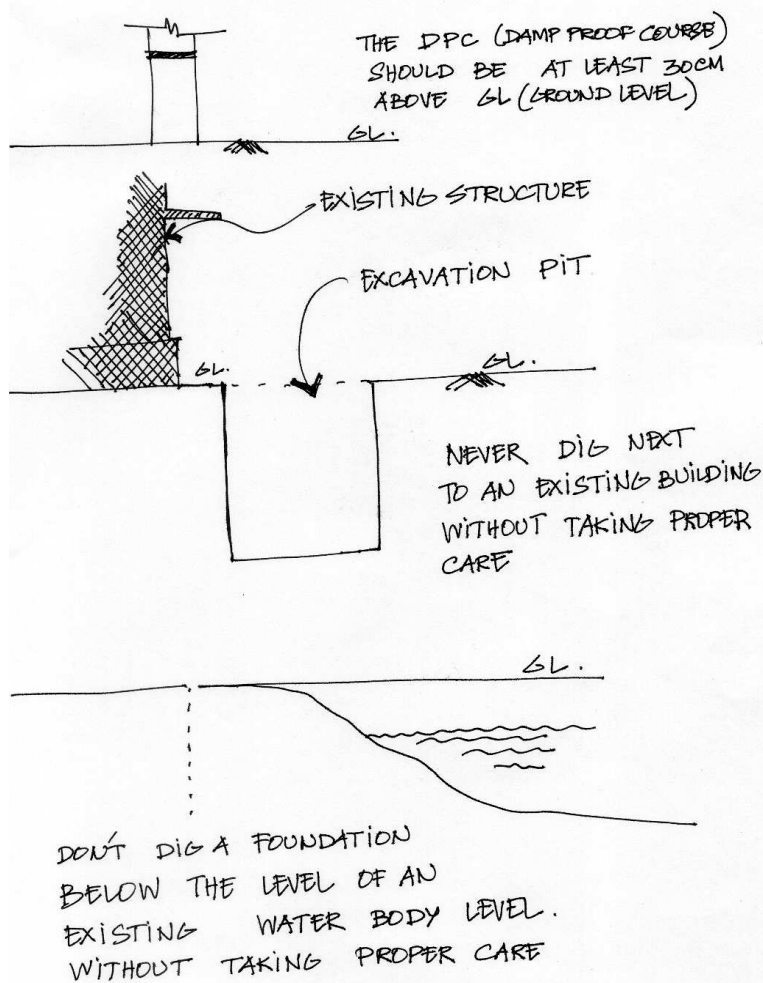 THE DPC (DAMP PROOF COURSE)
SHOULD BE AT LEAST 30CM
ABOVE GL (GROUND LEVEL)
GL.
EXISTING STRUCTURE
EXCAVATION PIT
GL.
GL.
NEVER DIG NEXT
TO AN EXISTING BUILDING
WITHOUT TAKING PROPER
CARE
GL.
DON'T DIG A FOUNDATION
BELOW THE LEVEL OF AN
EXISTING WATER BODY LEVEL.
WITHOUT TAKING PROPER CARE